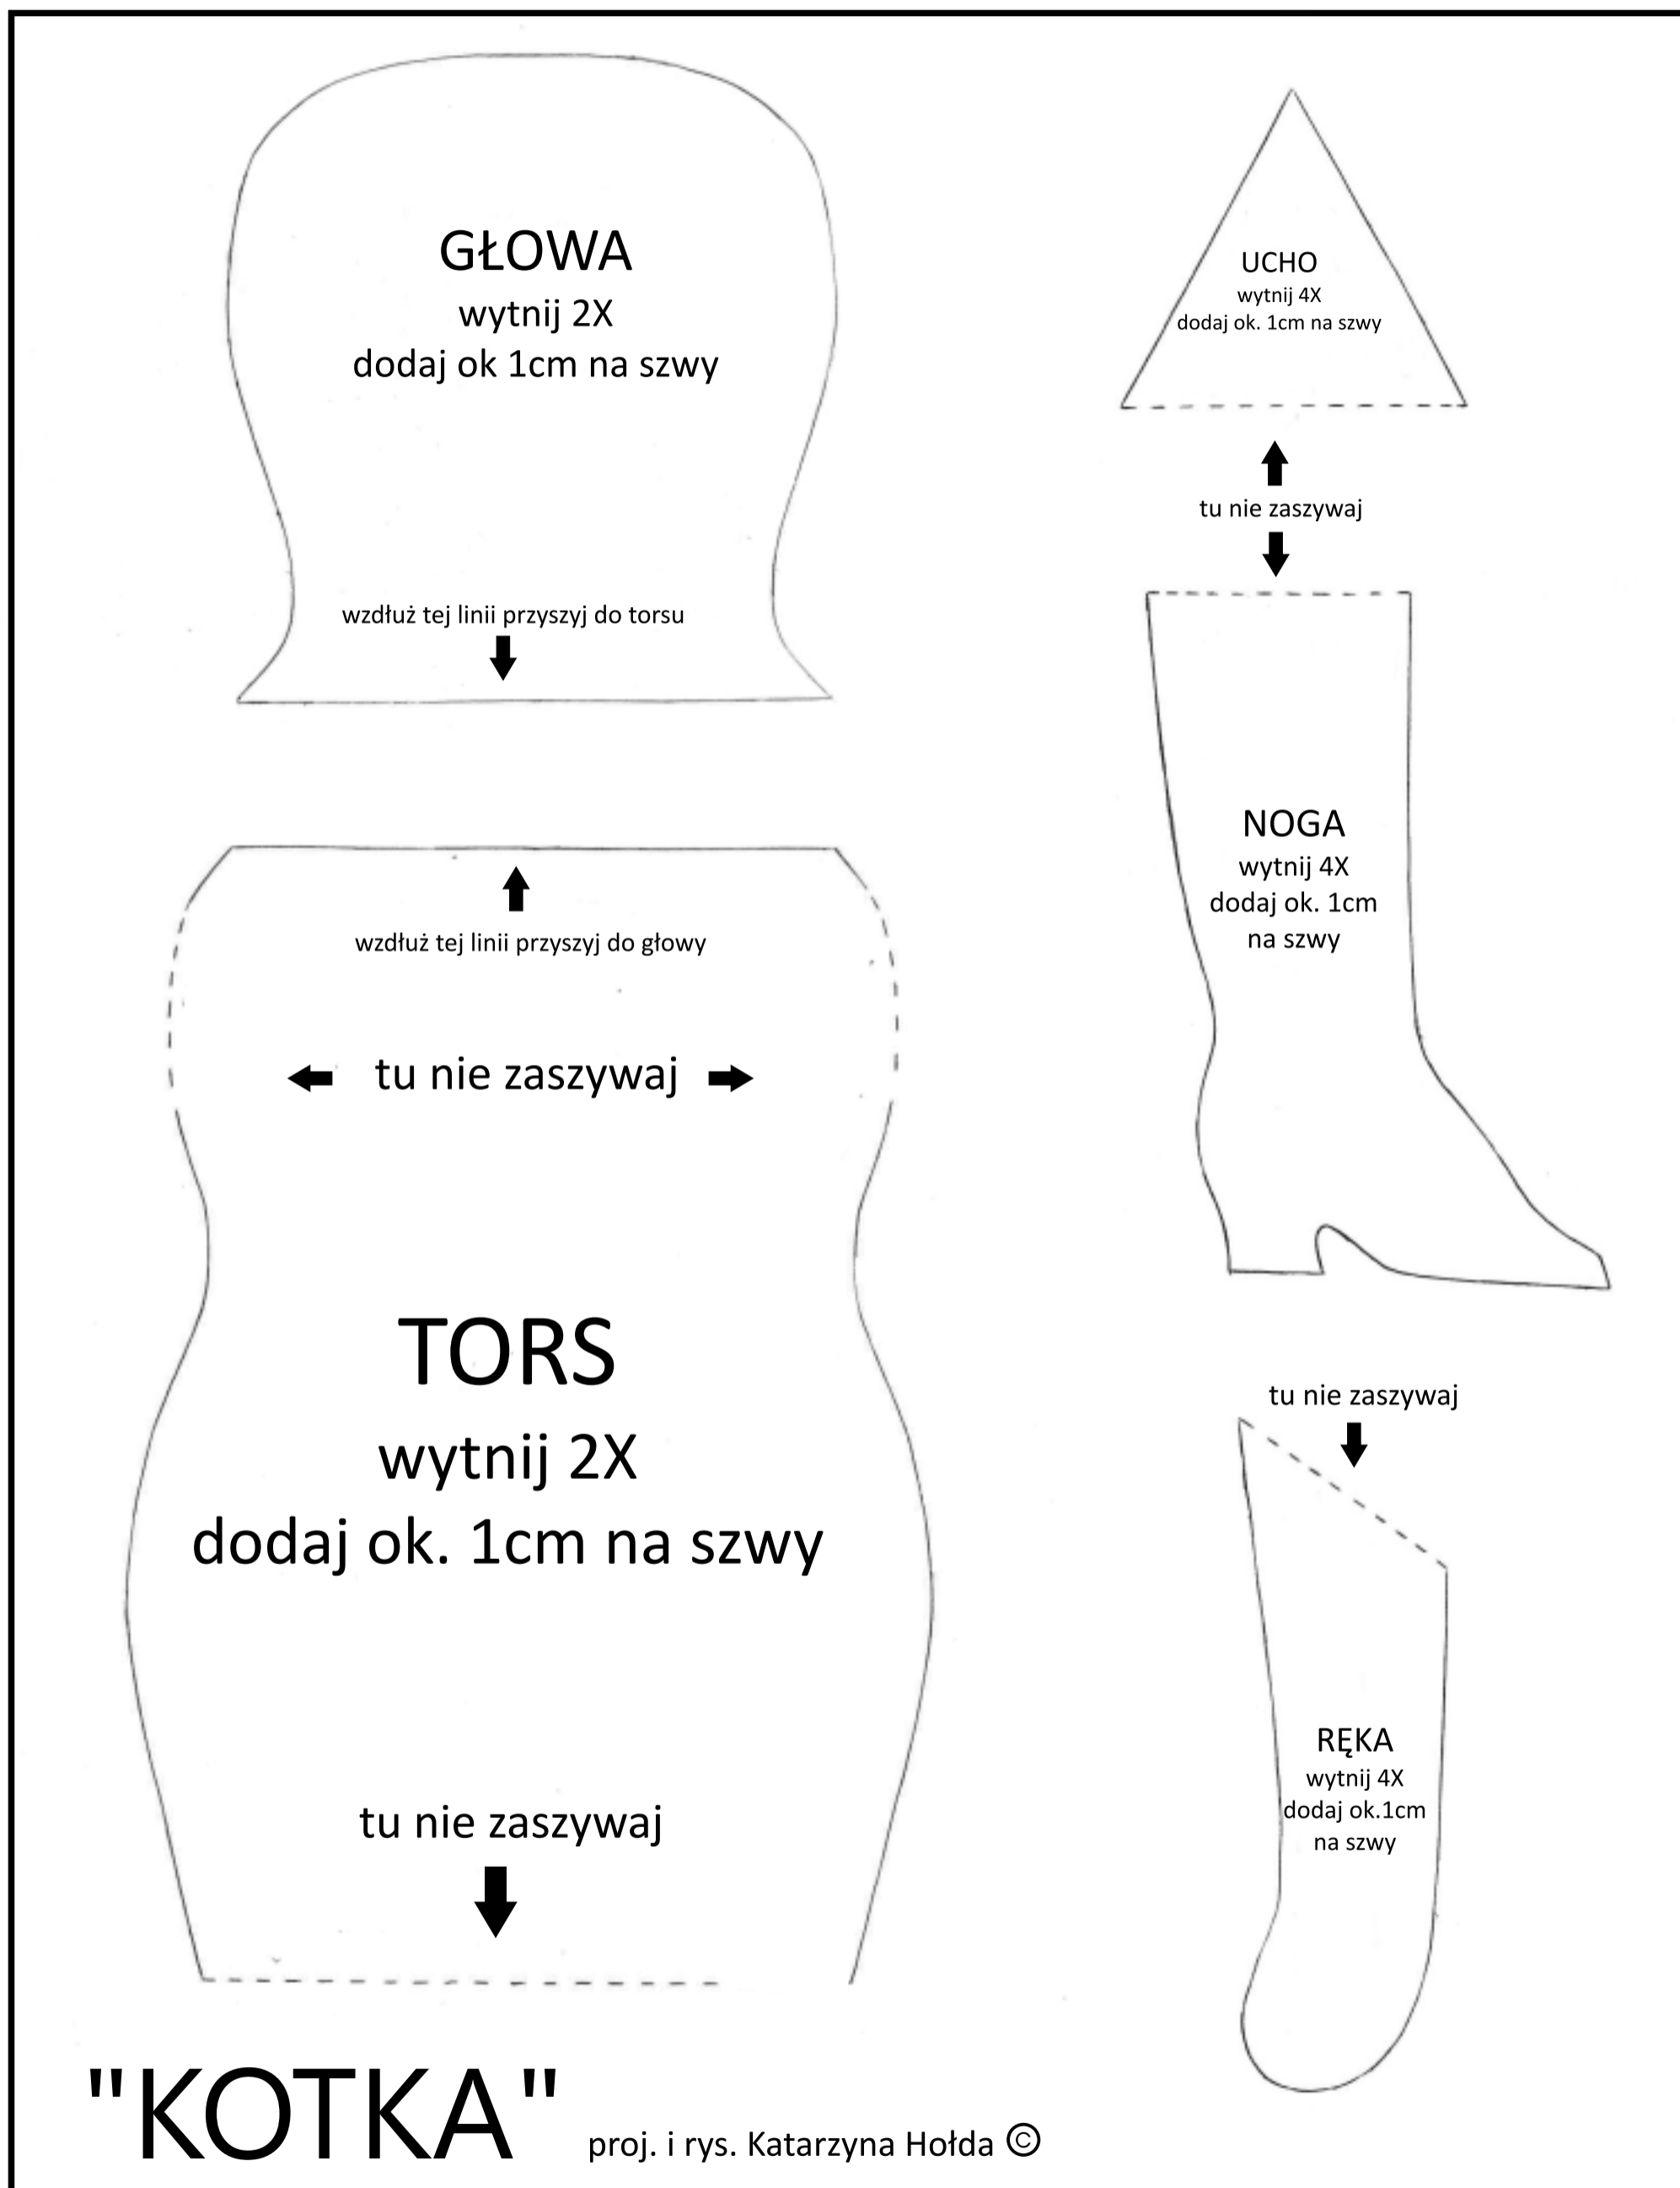 GŁOWA
wytnij 2X
dodaj ok 1cm na szwy
wzdłuż tej linii przyszyj do torsu
UCHO
wytnij 4X
dodaj ok. 1cm na szwy
tu nie zaszywaj
NOGA
wytnij 4X
dodaj ok. 1cm
na szwy
wzdłuż tej linii przyszyj do głowy
tu nie zaszywaj
TORS
wytnij 2X
dodaj ok. 1cm na szwy
tu nie zaszywaj
tu nie zaszywaj
RĘKA
wytnij 4X
dodaj ok.1cm
na szwy
"KOTKA" proj. i rys. Katarzyna Hołda ©